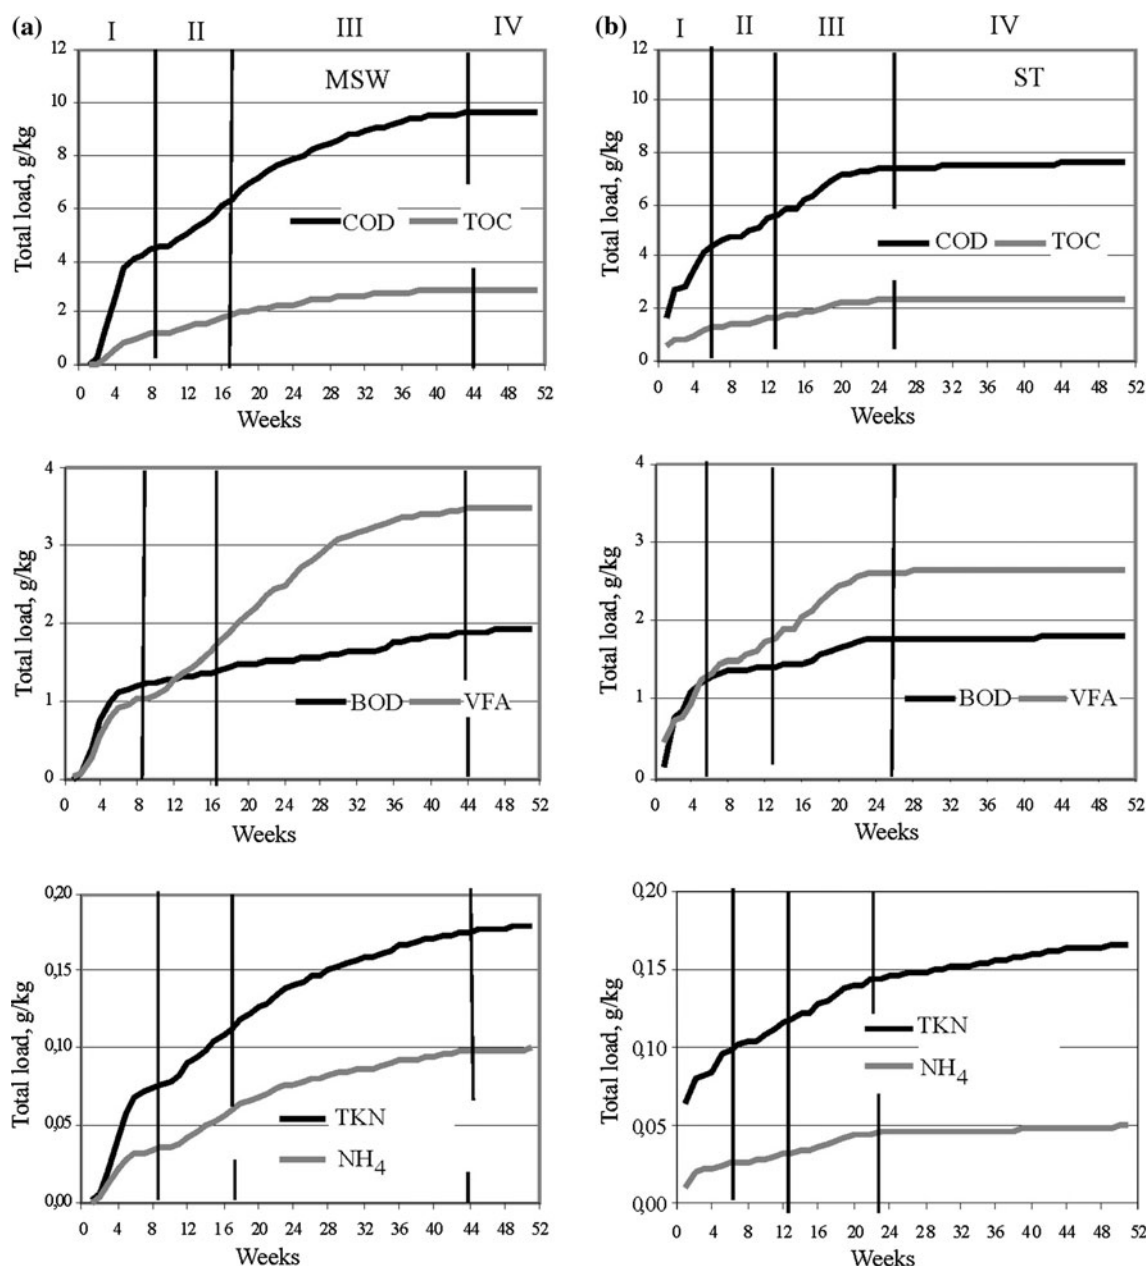 (a) I II III IV
MSW
Total load, g/kg
12
10
8
6
4
2
0
COD TOC
0 4 8 12 16 20 24 28 32 36 40 44 48 52
Weeks
(b) I II III IV
ST
Total load, g/kg
12
10
8
6
4
2
0
COD TOC
0 4 8 12 16 20 24 28 32 36 40 44 48 52
Weeks
Total load, g/kg
4
3
2
1
0
BOD VFA
0 4 8 12 16 20 24 28 32 36 40 44 48 52
Weeks
Total load, g/kg
4
3
2
1
0
BOD VFA
0 4 8 12 16 20 24 28 32 36 40 44 48 52
Weeks
Total load, g/kg
0,20
0,15
0,10
0,05
0,00
TKN
NH4
0 4 8 12 16 20 24 28 32 36 40 44 48 52
Weeks
Total load, g/kg
0,20
0,15
0,10
0,05
0,00
TKN
NH4
0 4 8 12 16 20 24 28 32 36 40 44 48 52
Weeks